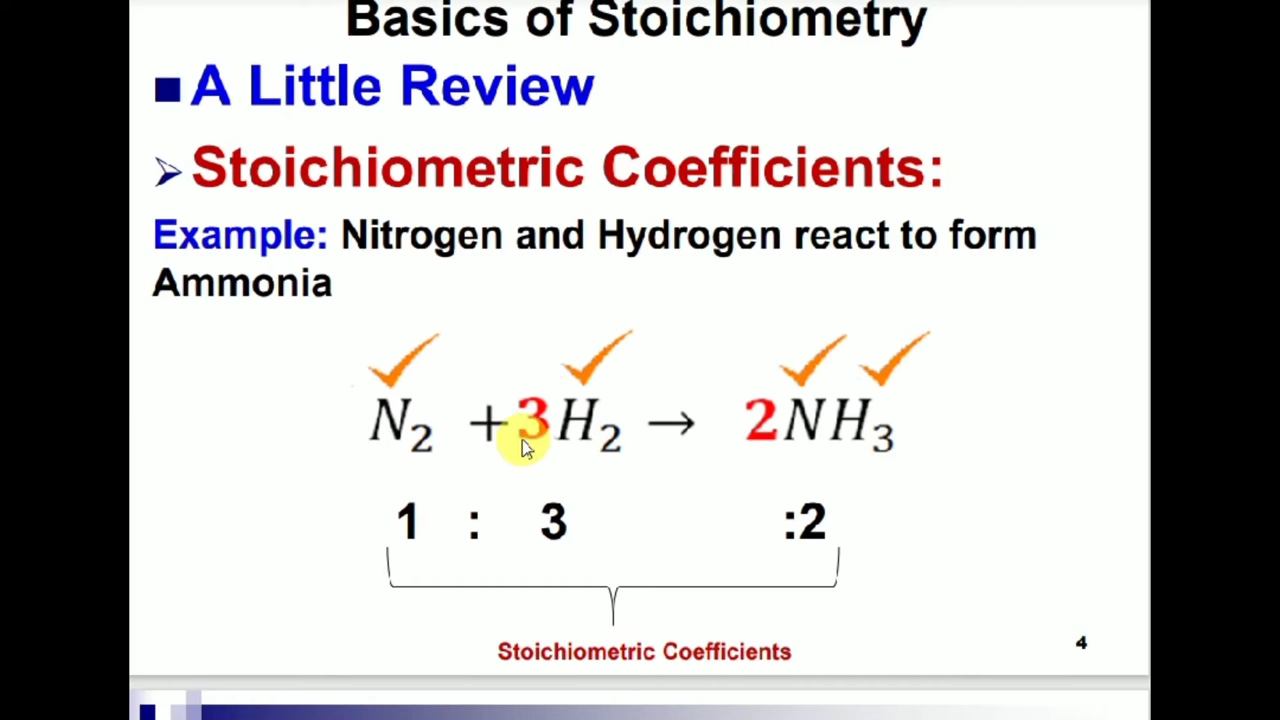 Basics of Stoichiometry
A Little Review
Stoichiometric Coefficients:
Example: Nitrogen and Hydrogen react to form
Ammonia
N₂ +3H₂ → 2NH₃
1 : 3 :2
Stoichiometric Coefficients
4